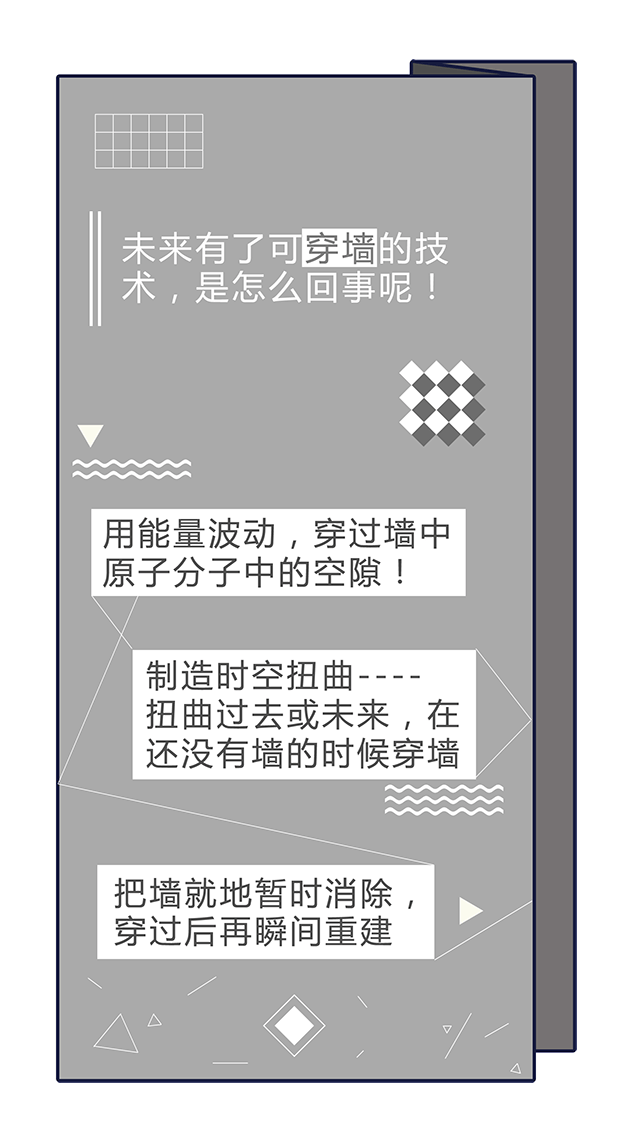 未来有了可穿墙的技
术，是怎么回事呢！
用能量波动，穿过墙中
原子分子中的空隙！
制造时空扭曲----
扭曲过去或未来，在
还没有墙的时候穿墙
把墙就地暂时消除，
穿过后再瞬间重建